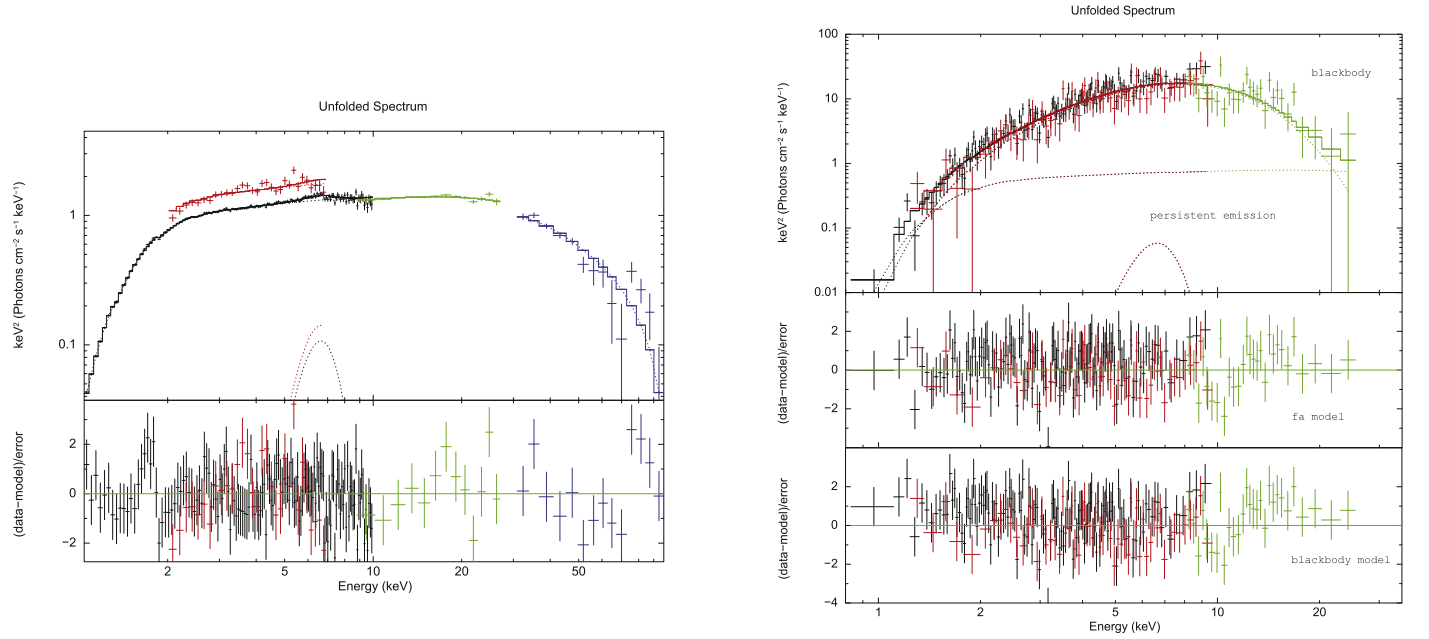 Unfolded Spectrum
keV² (Photons cm⁻² s⁻¹ keV⁻¹)
1
0.1
(data−model)/error
2
0
−2
2
5
10
20
50
Energy (keV)
Unfolded Spectrum
keV² (Photons cm⁻² s⁻¹ keV⁻¹)
100
10
1
0.1
0.01
blackbody
persistent emission
(data−model)/error
2
0
−2
fa model
(data−model)/error
2
0
−2
−4
blackbody model
1
2
5
10
20
Energy (keV)